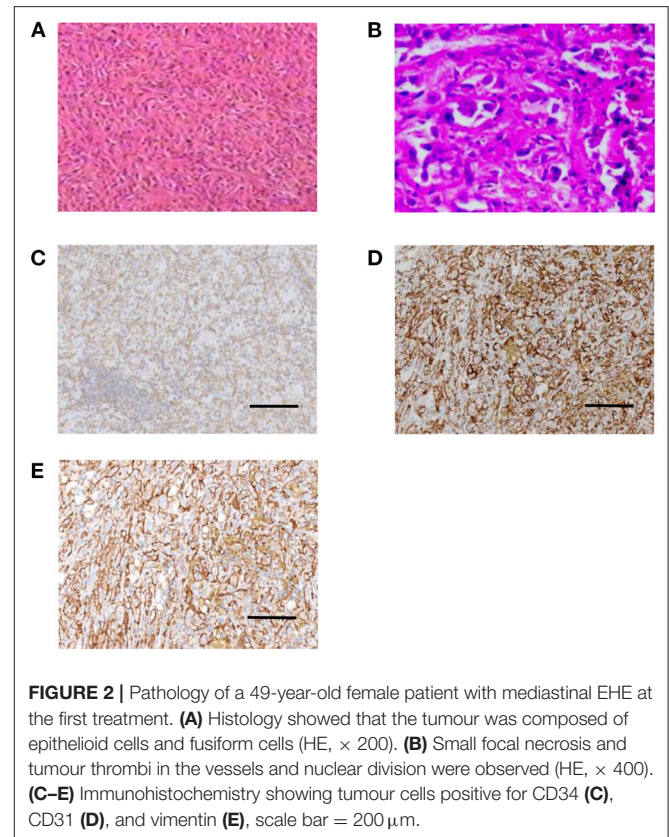 A
B
C
D
E
FIGURE 2 | Pathology of a 49-year-old female patient with mediastinal EHE at
the first treatment. (A) Histology showed that the tumour was composed of
epithelioid cells and fusiform cells (HE, × 200). (B) Small focal necrosis and
tumour thrombi in the vessels and nuclear division were observed (HE, × 400).
(C–E) Immunohistochemistry showing tumour cells positive for CD34 (C),
CD31 (D), and vimentin (E), scale bar = 200 μm.